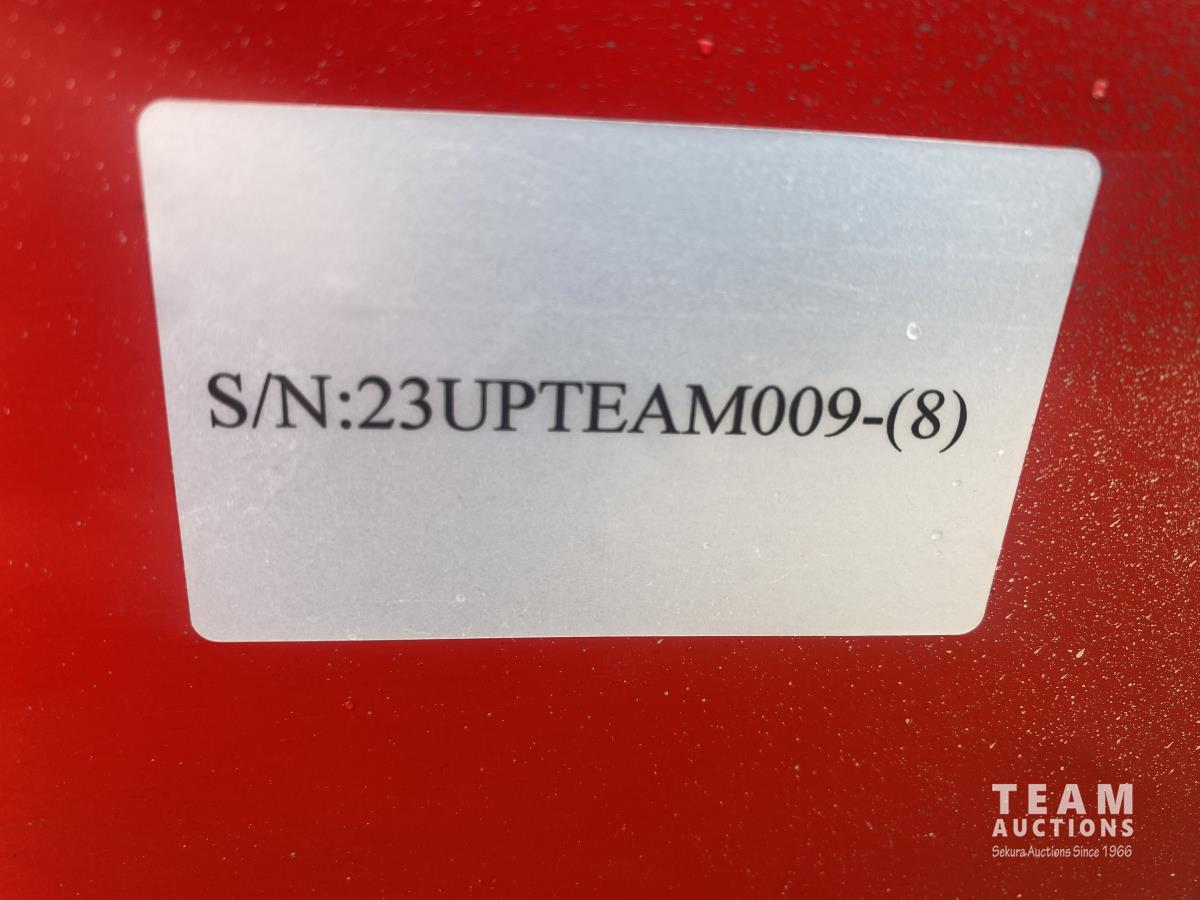 S/N:23UPTEAM009-(8)
TEAM
AUCTIONS
Sekura Auctions Since 1966